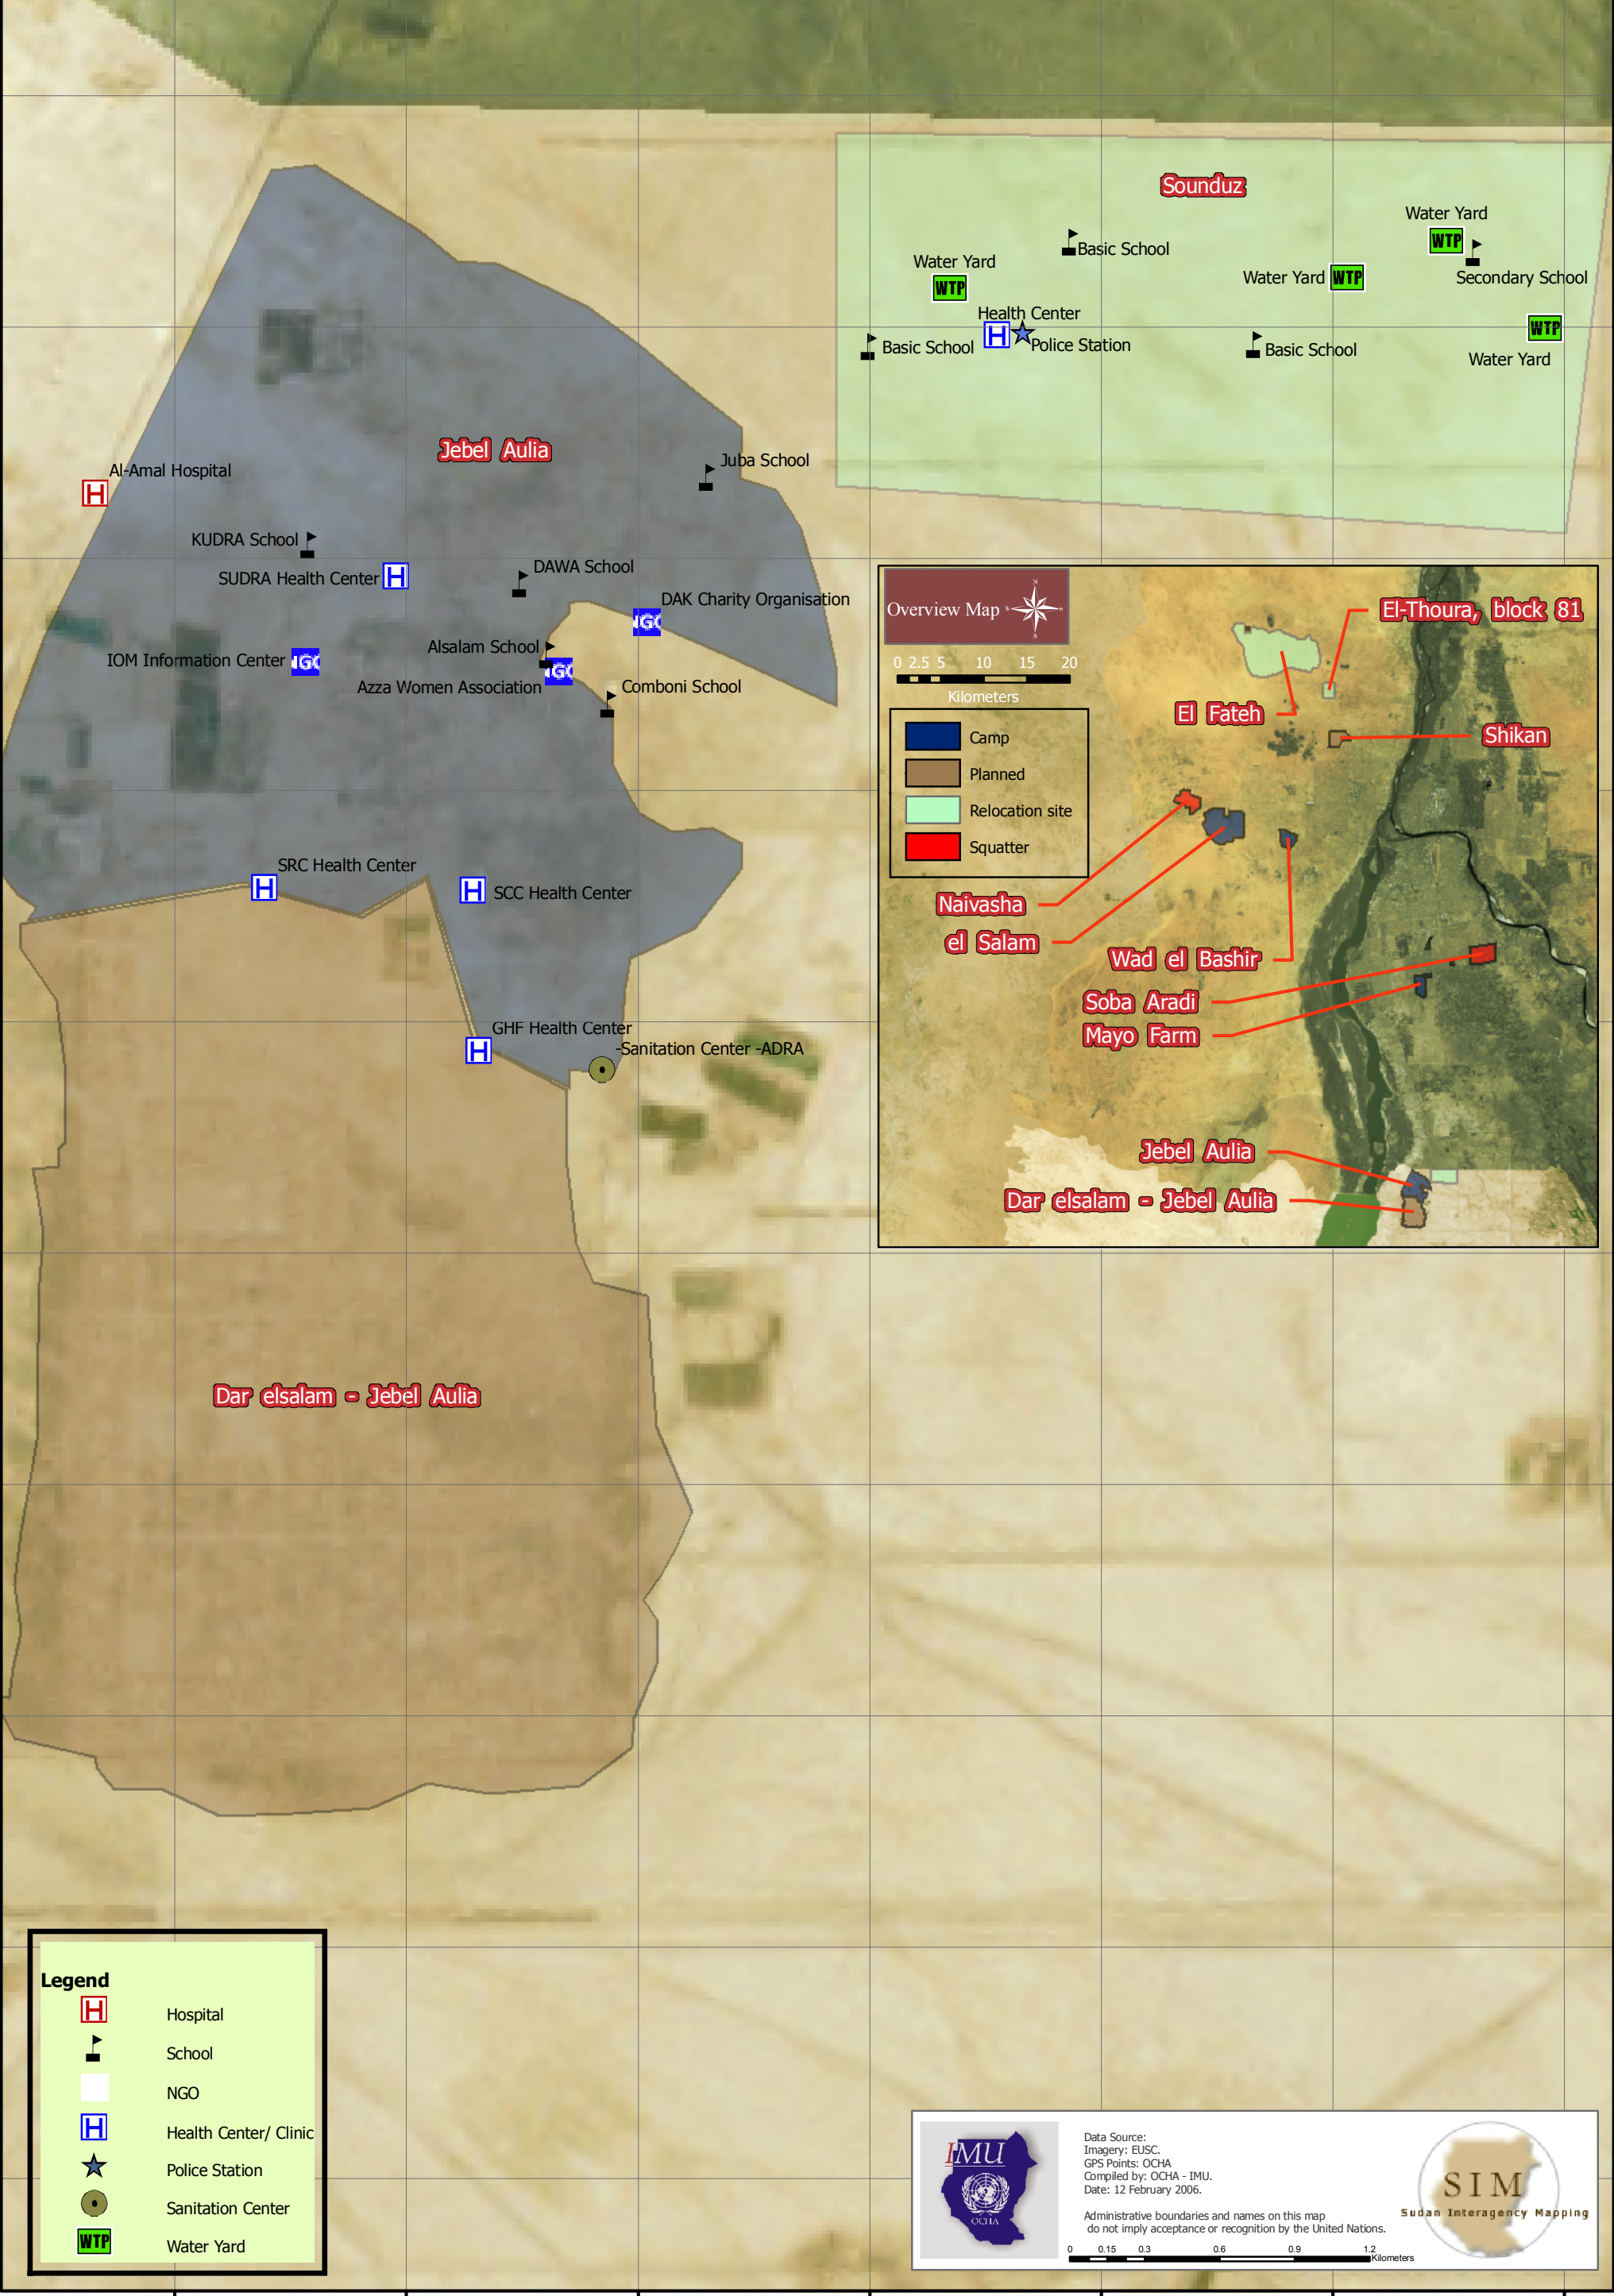 Sounduz
Water Yard
WTP
Basic School
Water Yard
WTP
Water Yard
WTP
Secondary School
Health Center
H
Police Station
Basic School
Basic School
WTP
Water Yard
Jebel Aulia
Al-Amal Hospital
H
Juba School
KUDRA School
SUDRA Health Center
H
DAWA School
DAK Charity Organisation
NGO
Alsalam School
IOM Information Center
NGO
Azza Women Association
NGO
Comboni School
SRC Health Center
H
H
SCC Health Center
GHF Health Center
H
-Sanitation Center -ADRA
Dar elsalam - Jebel Aulia
Overview Map
N
S
0 2.5 5 10 15 20
Kilometers
Camp
Planned
Relocation site
Squatter
El-Thoura, block 81
El Fateh
Shikan
Naivasha
el Salam
Wad el Bashir
Soba Aradi
Mayo Farm
Jebel Aulia
Dar elsalam - Jebel Aulia
Legend
H Hospital
School
NGO
H Health Center/ Clinic
Police Station
Sanitation Center
WTP Water Yard
IMU
OCHA
Data Source:
Imagery: EUSC.
GPS Points: OCHA
Compiled by: OCHA - IMU.
Date: 12 February 2006.
Administrative boundaries and names on this map
do not imply acceptance or recognition by the United Nations.
0 0.15 0.3 0.6 0.9 1.2
Kilometers
SIM
Sudan Interagency Mapping